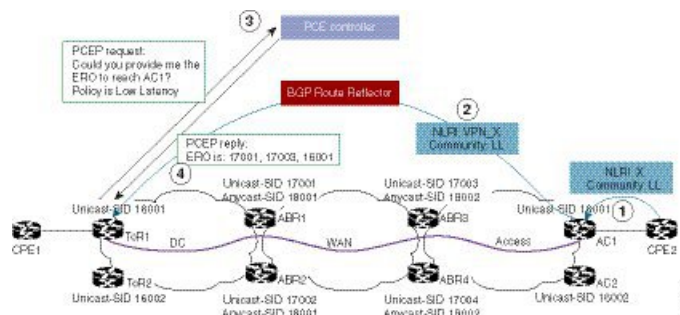 3
PCE controller
PCEP request:
Could you provide me the
ERO to reach AC1?
Policy is Low Latency
BGP Route Reflector
2
NLRI VPN_X
Community: LL
PCEP reply:
ERO is: 17001, 17003, 16001
4
NLRI X
Community: LL
1
Unicast-SID 17001
Anycast-SID 18001
Unicast-SID 17003
Anycast-SID 18002
Unicast-SID 16001
Unicast-SID 16001
CPE1
ToR1
DC
ABR1
WAN
ABR3
Access
AC1
CPE2
ToR2
ABR2
ABR4
AC2
Unicast-SID 16002
Unicast-SID 17002
Anycast-SID 18001
Unicast-SID 17004
Anycast-SID 18002
Unicast-SID 16002